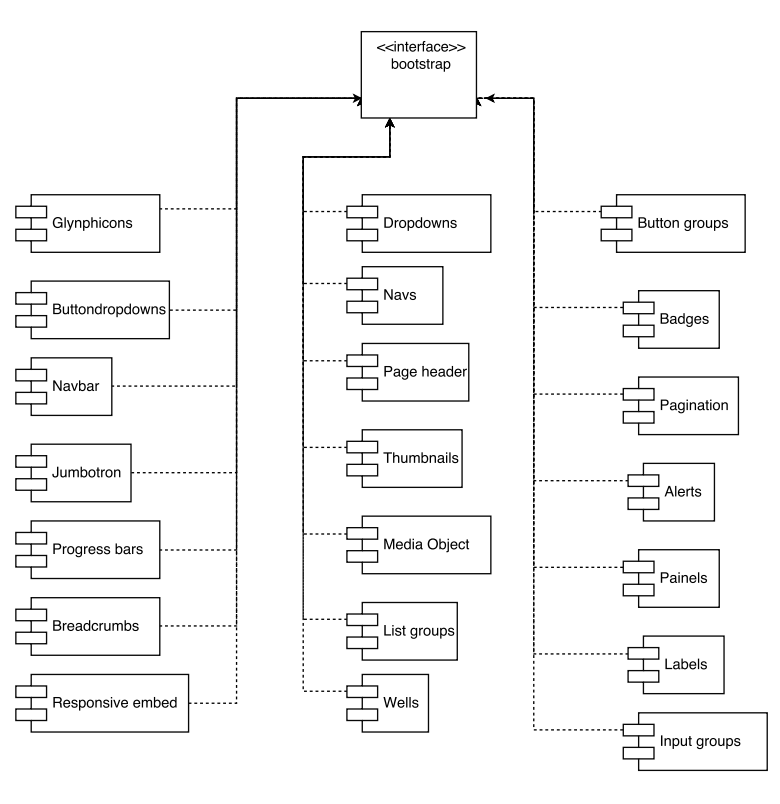 <<interface>>
bootstrap
Glynphicons
Dropdowns
Button groups
Buttondropdowns
Navs
Badges
Navbar
Page header
Pagination
Jumbotron
Thumbnails
Alerts
Progress bars
Media Object
Painels
Breadcrumbs
List groups
Labels
Responsive embed
Wells
Input groups